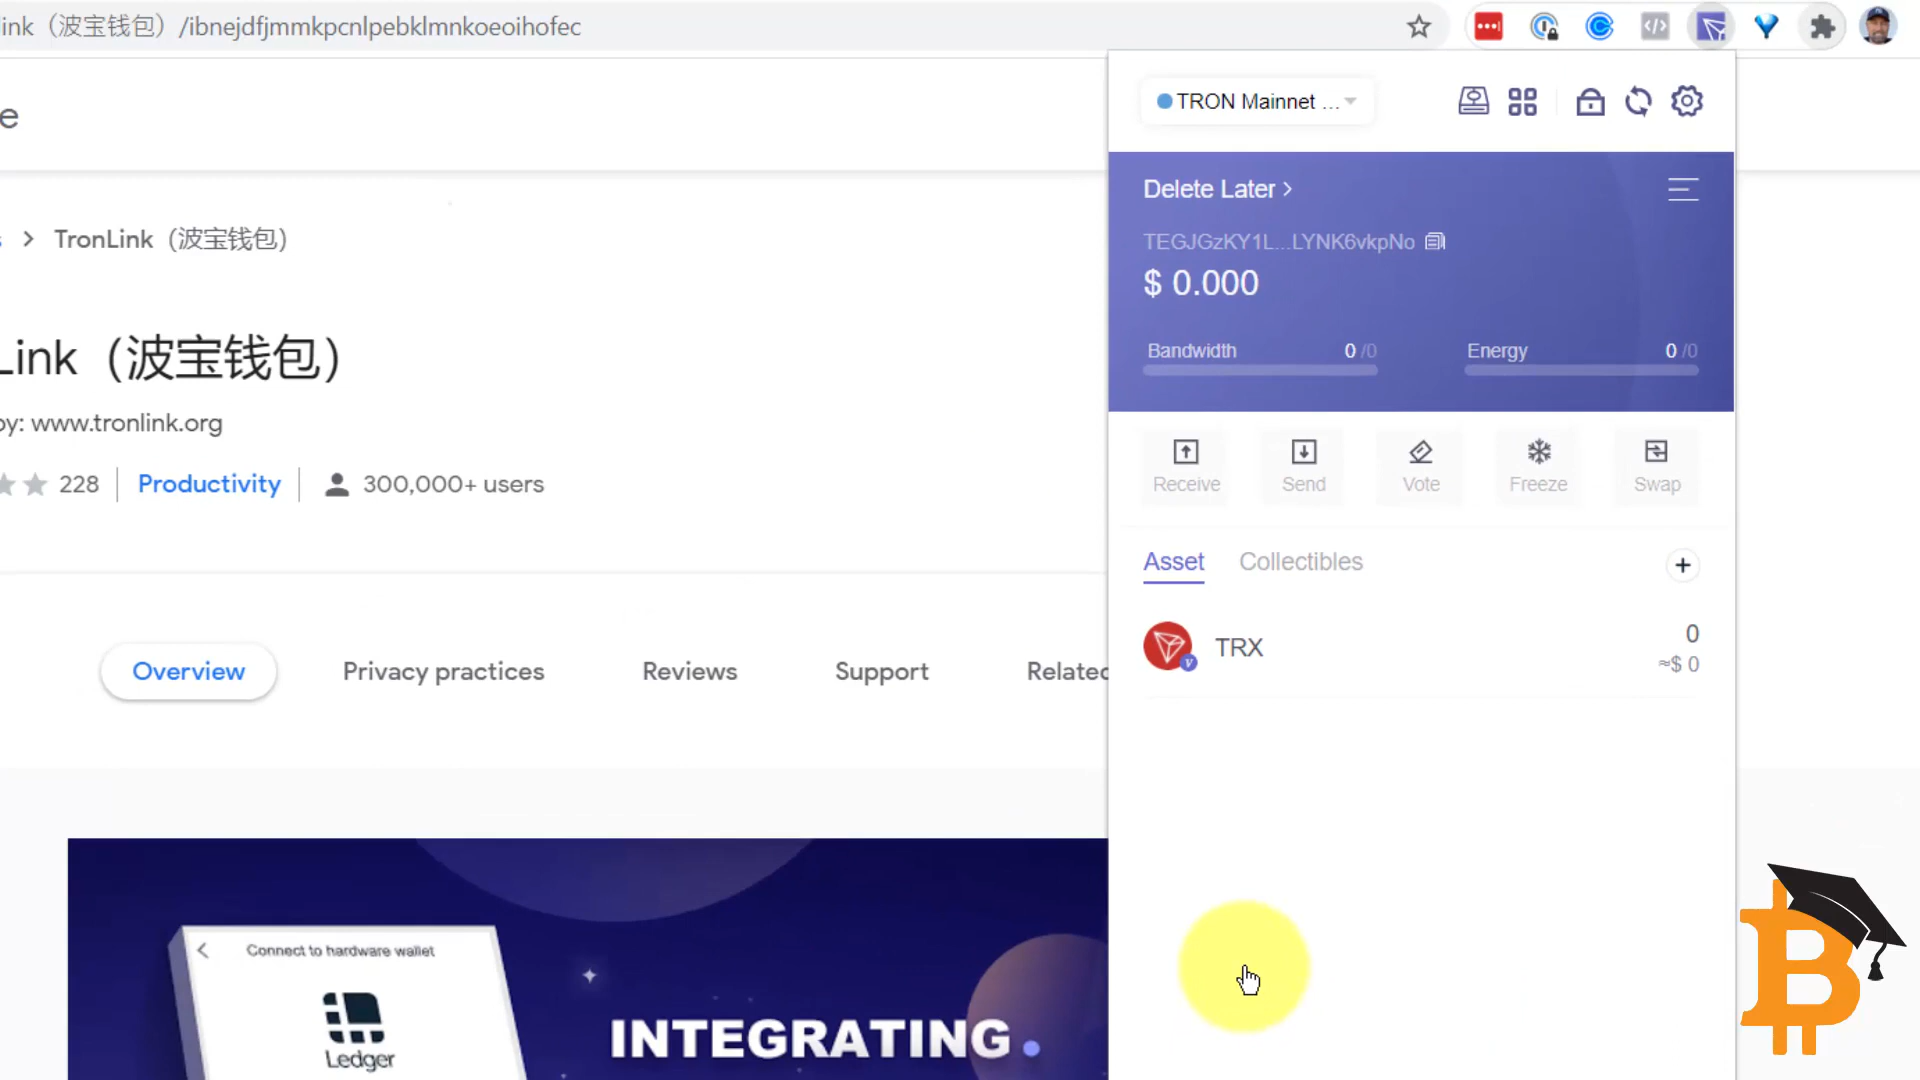 link（波宝钱包）/ibnejdfjmmkpcnlpebklmnkoeoihofec
e
TronLink（波宝钱包）
Link（波宝钱包）
by: www.tronlink.org
228
Productivity
300,000+ users
Overview
Privacy practices
Reviews
Support
Related
Connect to hardware wallet
Ledger
INTEGRATING
TRON Mainnet ...
Delete Later
TEGJGzKY1L...LYNK6vkpNo
$ 0.000
Bandwidth 0 /0
Energy 0 /0
Receive
Send
Vote
Freeze
Swap
Asset
Collectibles
+
TRX
0
≈$ 0